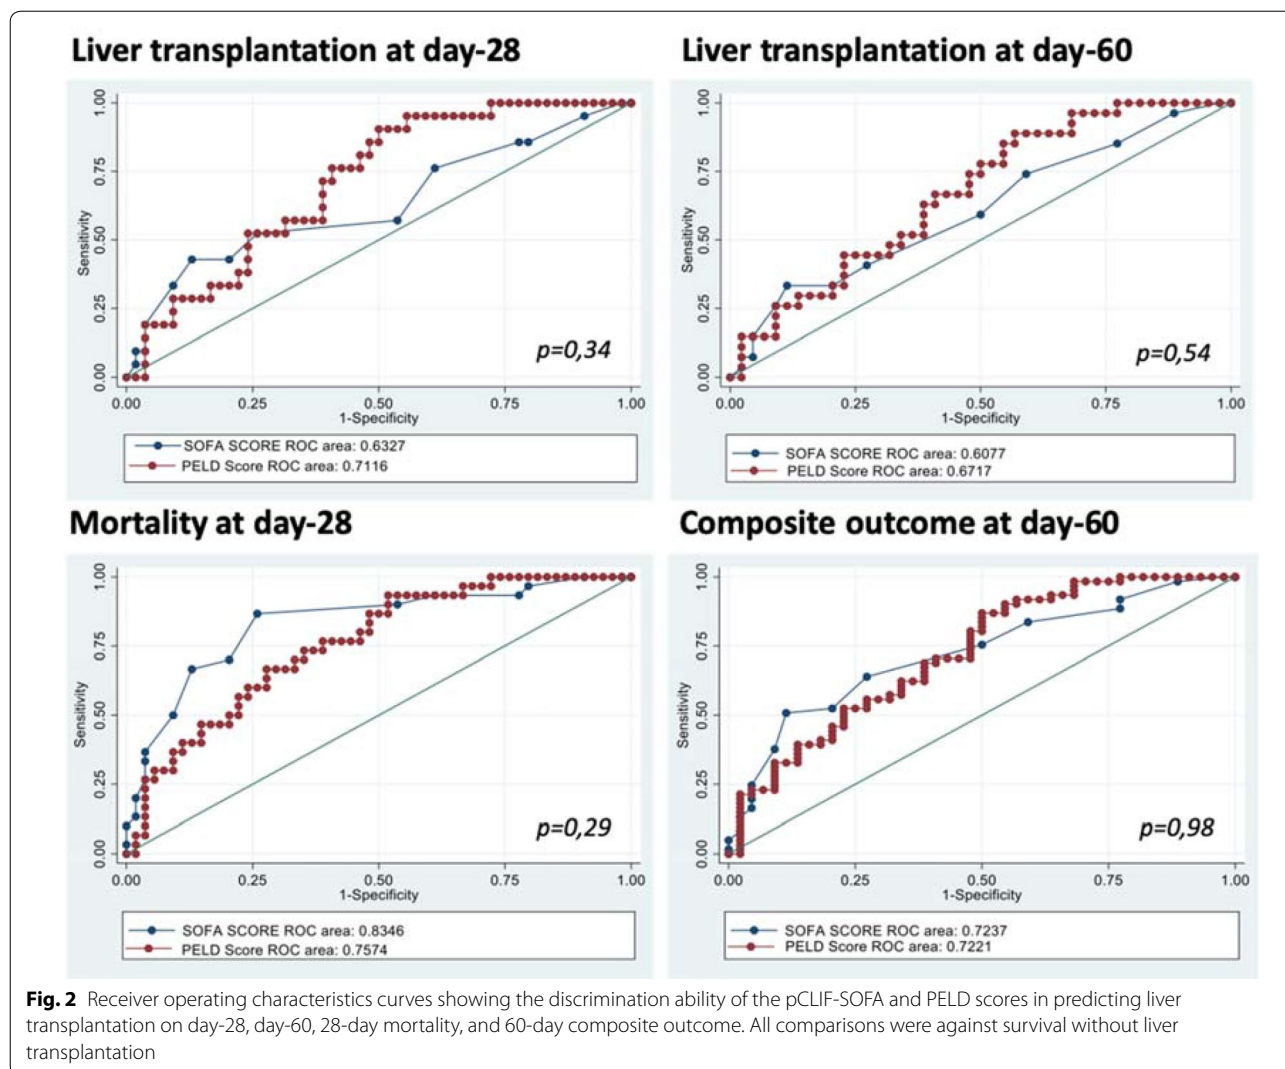 Liver transplantation at day-28
Liver transplantation at day-60
Sensitivity
1.00
0.75
0.50
0.25
0.00
p=0,34
0.00 0.25 0.50 0.75 1.00
1-Specificity
SOFA SCORE ROC area: 0.6327
PELD Score ROC area: 0.7116
Sensitivity
1.00
0.75
0.50
0.25
0.00
p=0,54
0.00 0.25 0.50 0.75 1.00
1-Specificity
SOFA SCORE ROC area: 0.6077
PELD Score ROC area: 0.6717
Mortality at day-28
Composite outcome at day-60
Sensitivity
1.00
0.75
0.50
0.25
0.00
p=0,29
0.00 0.25 0.50 0.75 1.00
1-Specificity
SOFA SCORE ROC area: 0.8346
PELD Score ROC area: 0.7574
Sensitivity
1.00
0.75
0.50
0.25
0.00
p=0,98
0.00 0.25 0.50 0.75 1.00
1-Specificity
SOFA SCORE ROC area: 0.7237
PELD Score ROC area: 0.7221
Fig. 2 Receiver operating characteristics curves showing the discrimination ability of the pCLIF-SOFA and PELD scores in predicting liver
transplantation on day-28, day-60, 28-day mortality, and 60-day composite outcome. All comparisons were against survival without liver
transplantation